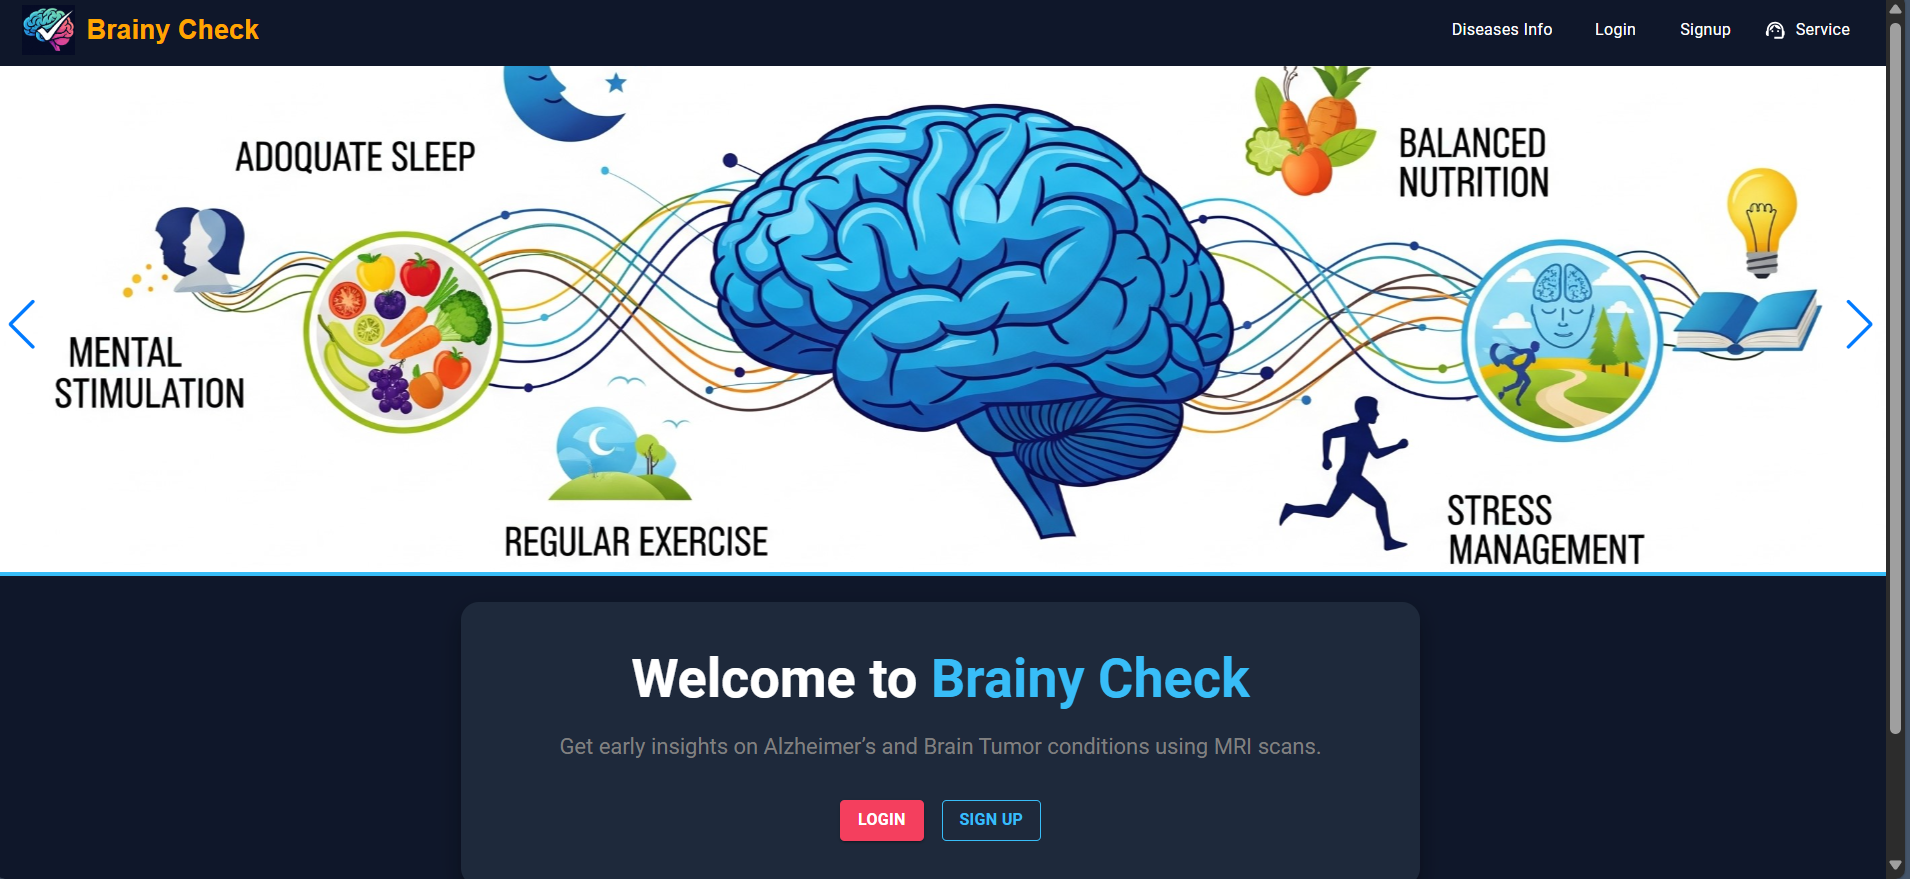 Brainy Check
Diseases Info
Login
Signup
Service
ADOQUATE SLEEP
BALANCED
NUTRITION
MENTAL
STIMULATION
REGULAR EXERCISE
STRESS
MANAGEMENT
Welcome to Brainy Check
Get early insights on Alzheimer’s and Brain Tumor conditions using MRI scans.
LOGIN
SIGN UP